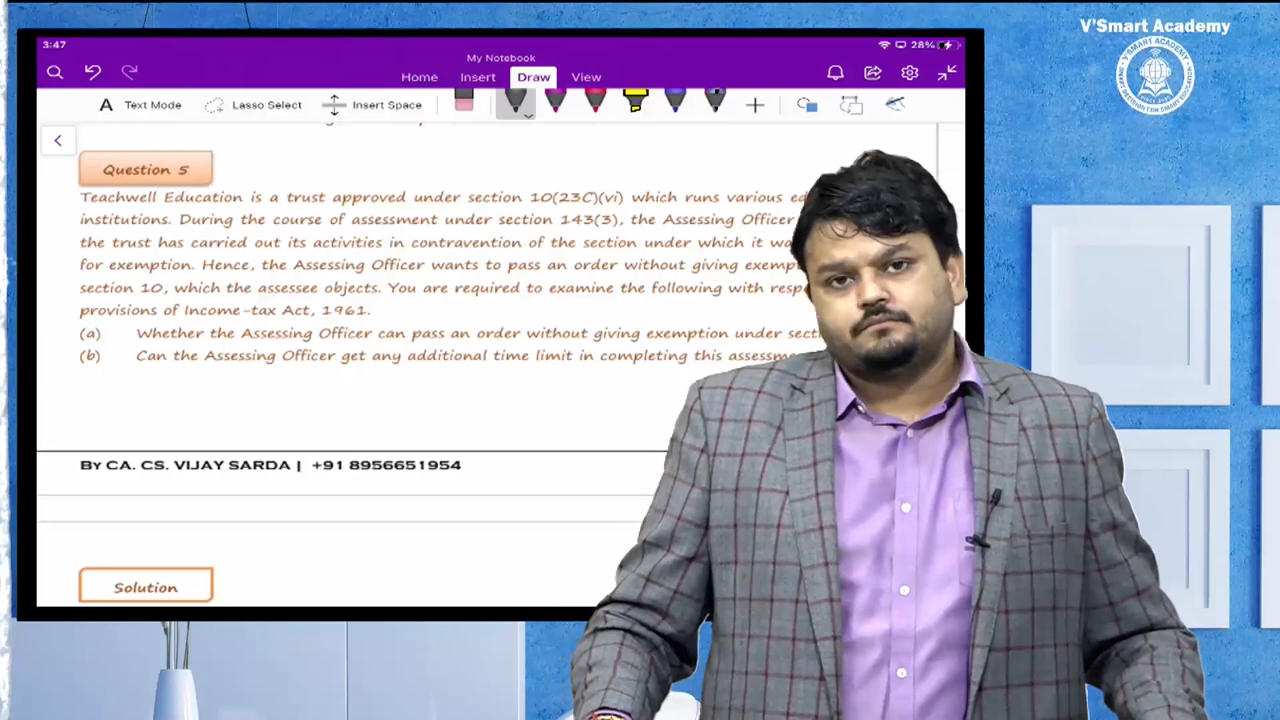 V'Smart Academy
3:47
28%
My Notebook
Home Insert Draw View
A Text Mode Lasso Select Insert Space
Question 5
Teachwell Education is a trust approved under section 10(23C)(vi) which runs various
institutions. During the course of assessment under section 143(3), the Assessing Officer
the trust has carried out its activities in contravention of the section under which it
for exemption. Hence, the Assessing Officer wants to pass an order without giving
section 10, which the assessee objects. You are required to examine the following with
provisions of Income-tax Act, 1961.
(a) Whether the Assessing Officer can pass an order without giving exemption under
(b) Can the Assessing Officer get any additional time limit in completing this
BY CA. CS. VIJAY SARDA | +91 8956651954
Solution